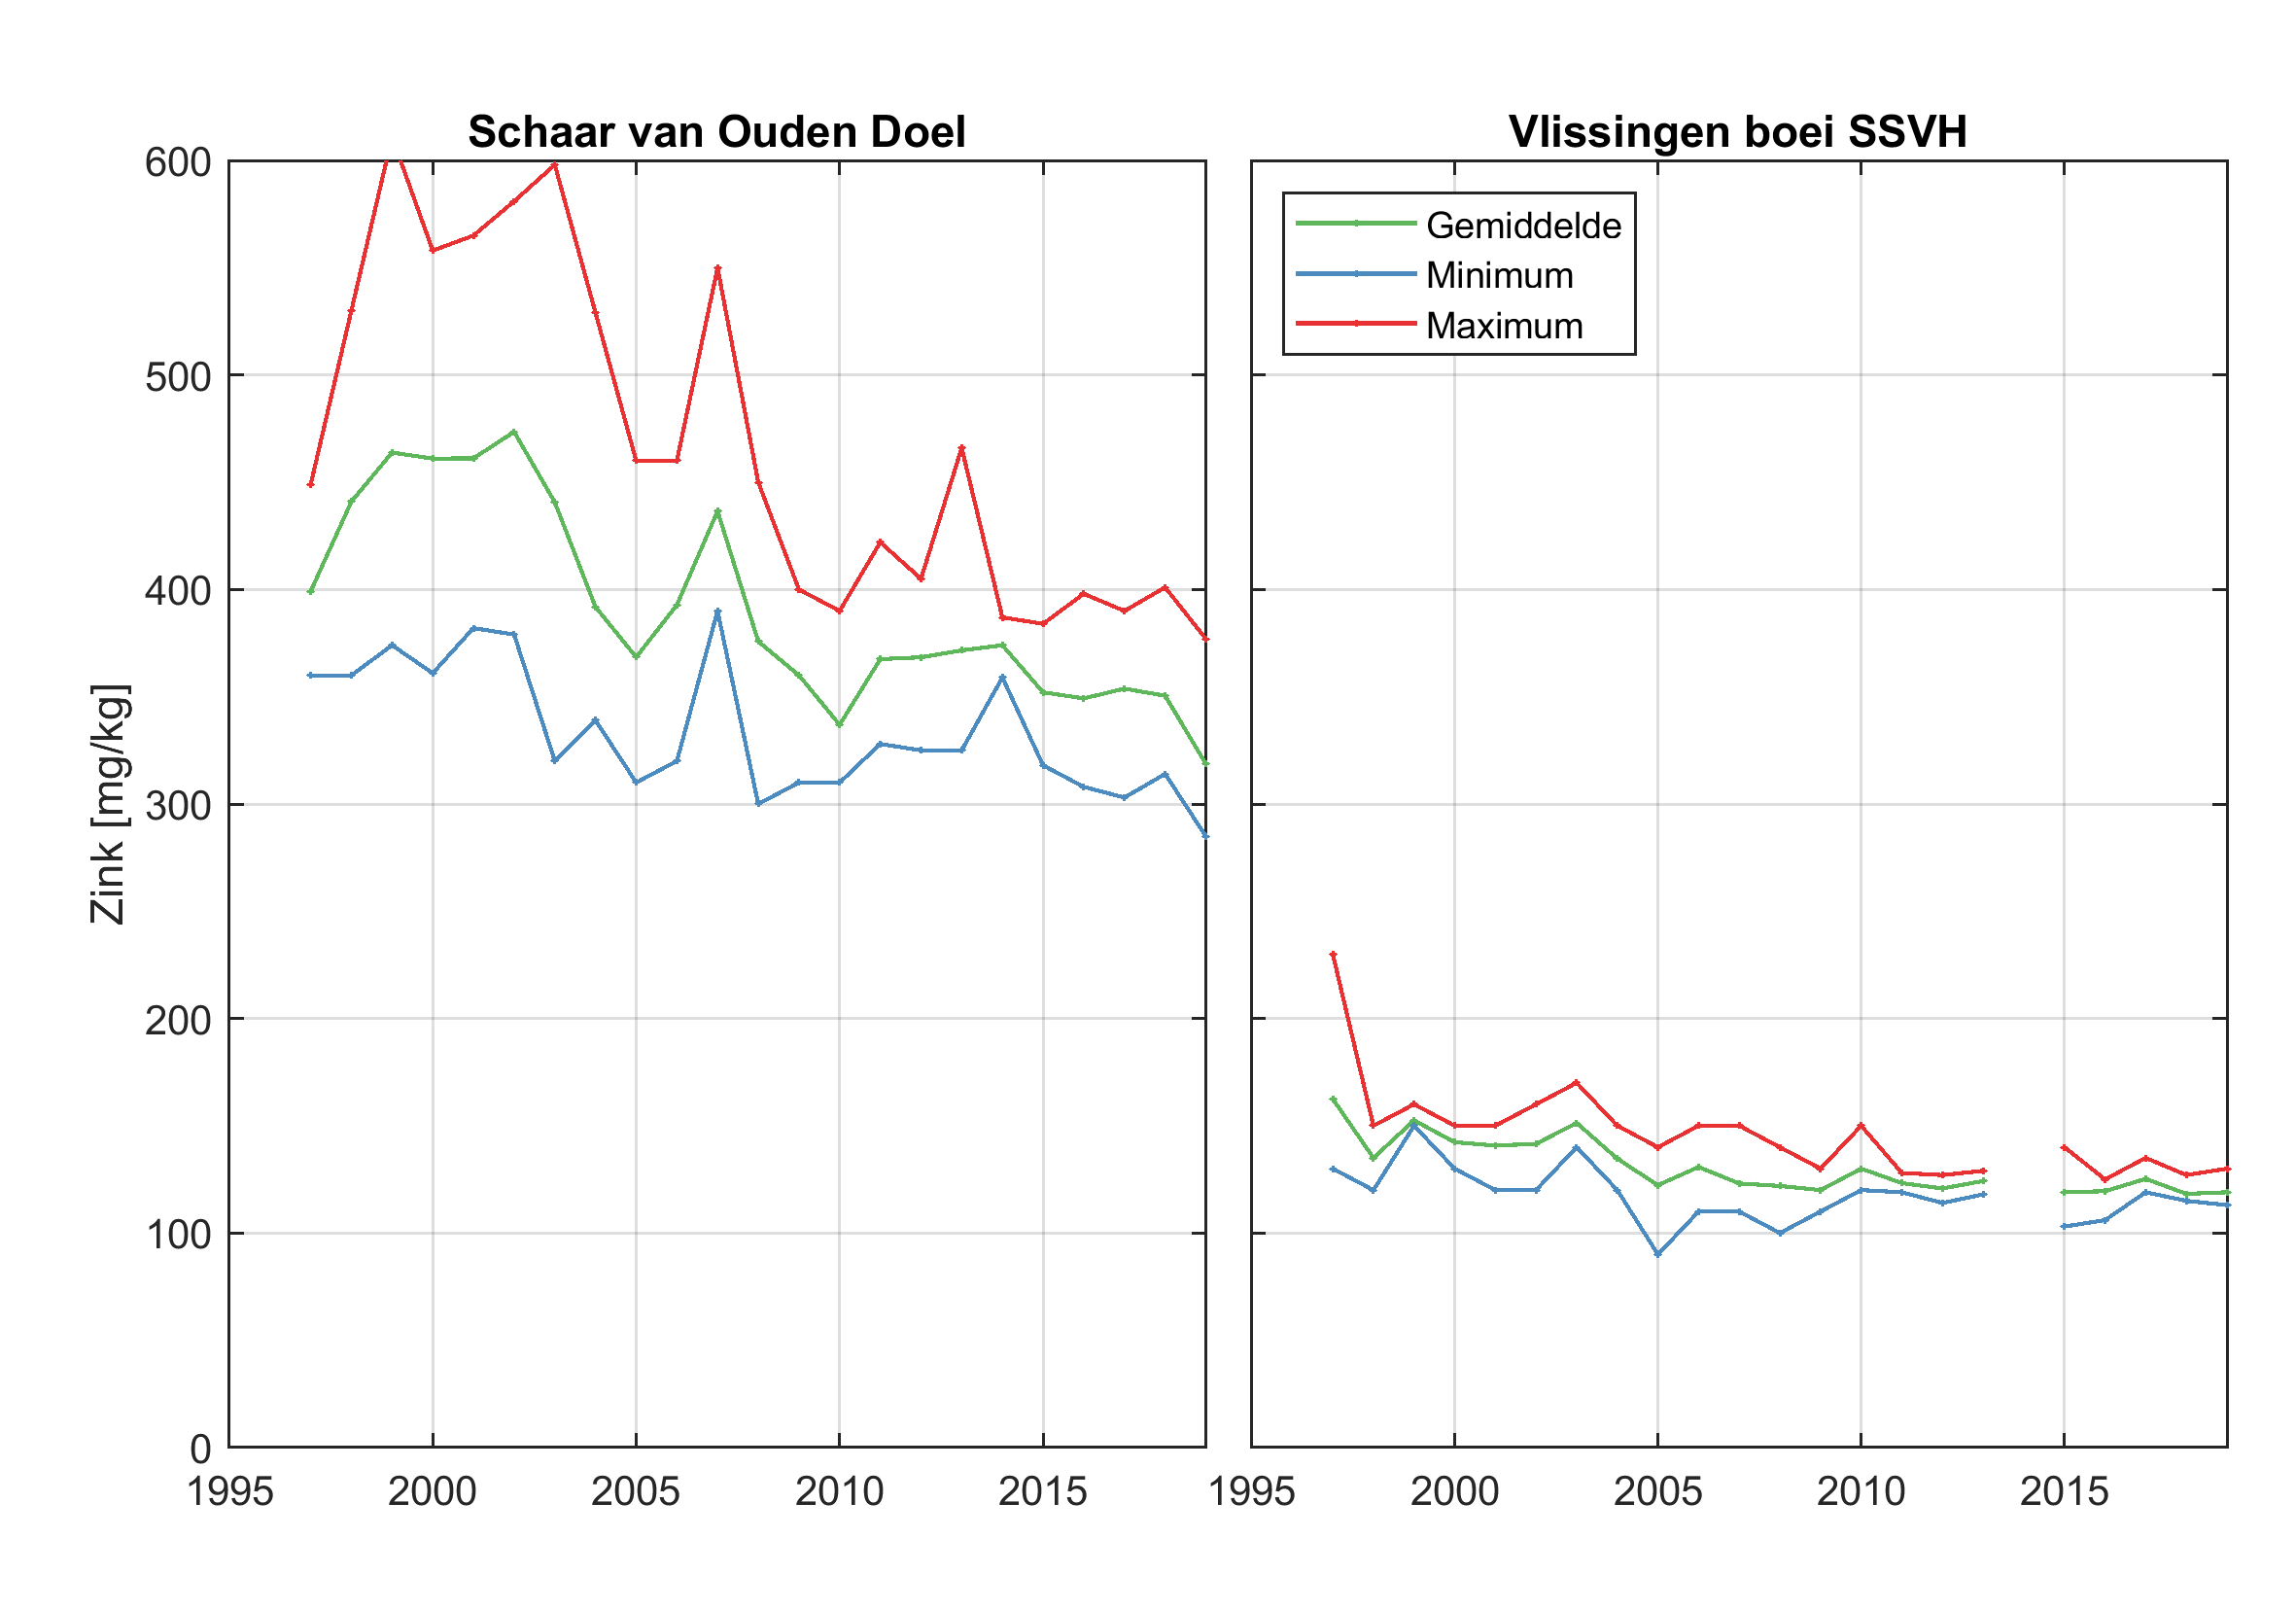 Schaar van Ouden Doel
Vlissingen boei SSVH
600
500
400
300
200
100
0
Zink [mg/kg]
Gemiddelde
Minimum
Maximum
1995 2000 2005 2010 2015
1995 2000 2005 2010 2015